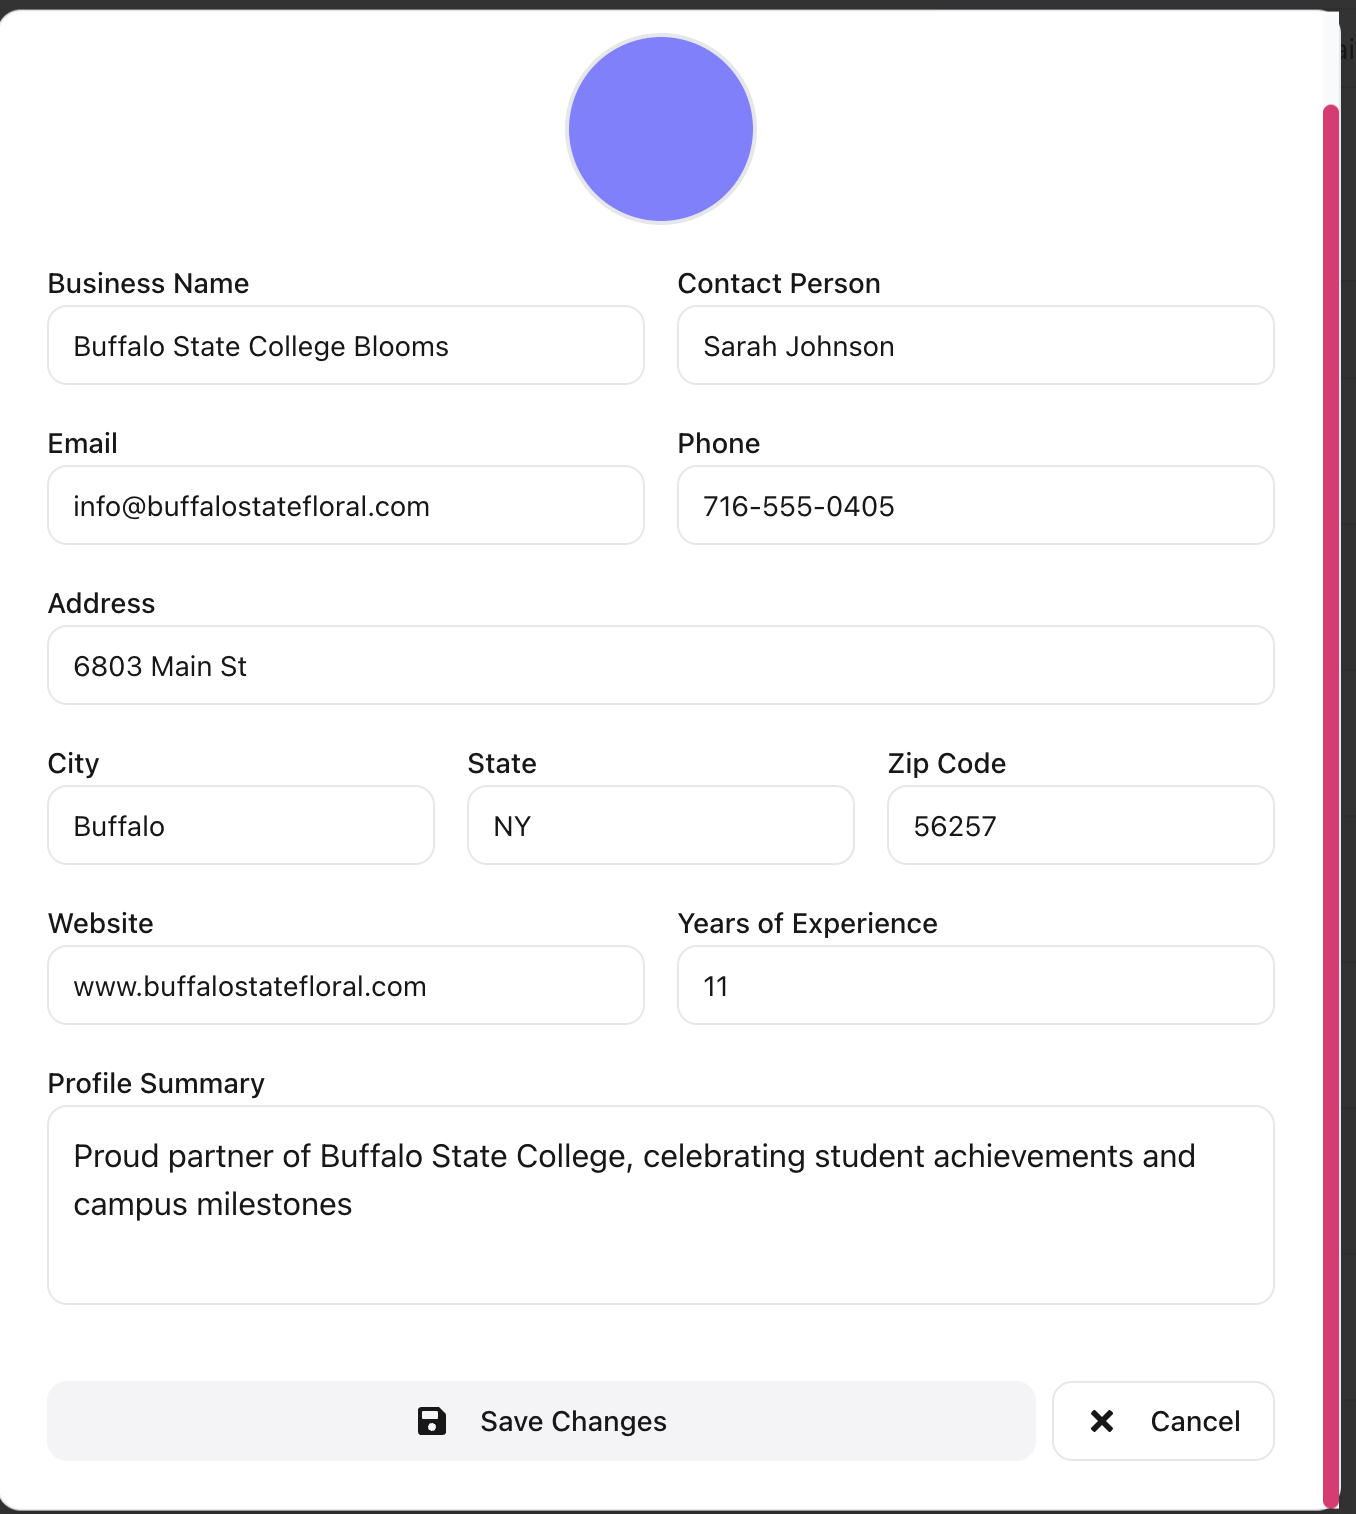 Business Name
Contact Person
Buffalo State College Blooms
Sarah Johnson
Email
Phone
info@buffalostatefloral.com
716-555-0405
Address
6803 Main St
City
State
Zip Code
Buffalo
NY
56257
Website
Years of Experience
www.buffalostatefloral.com
11
Profile Summary
Proud partner of Buffalo State College, celebrating student achievements and
campus milestones
Save Changes
Cancel